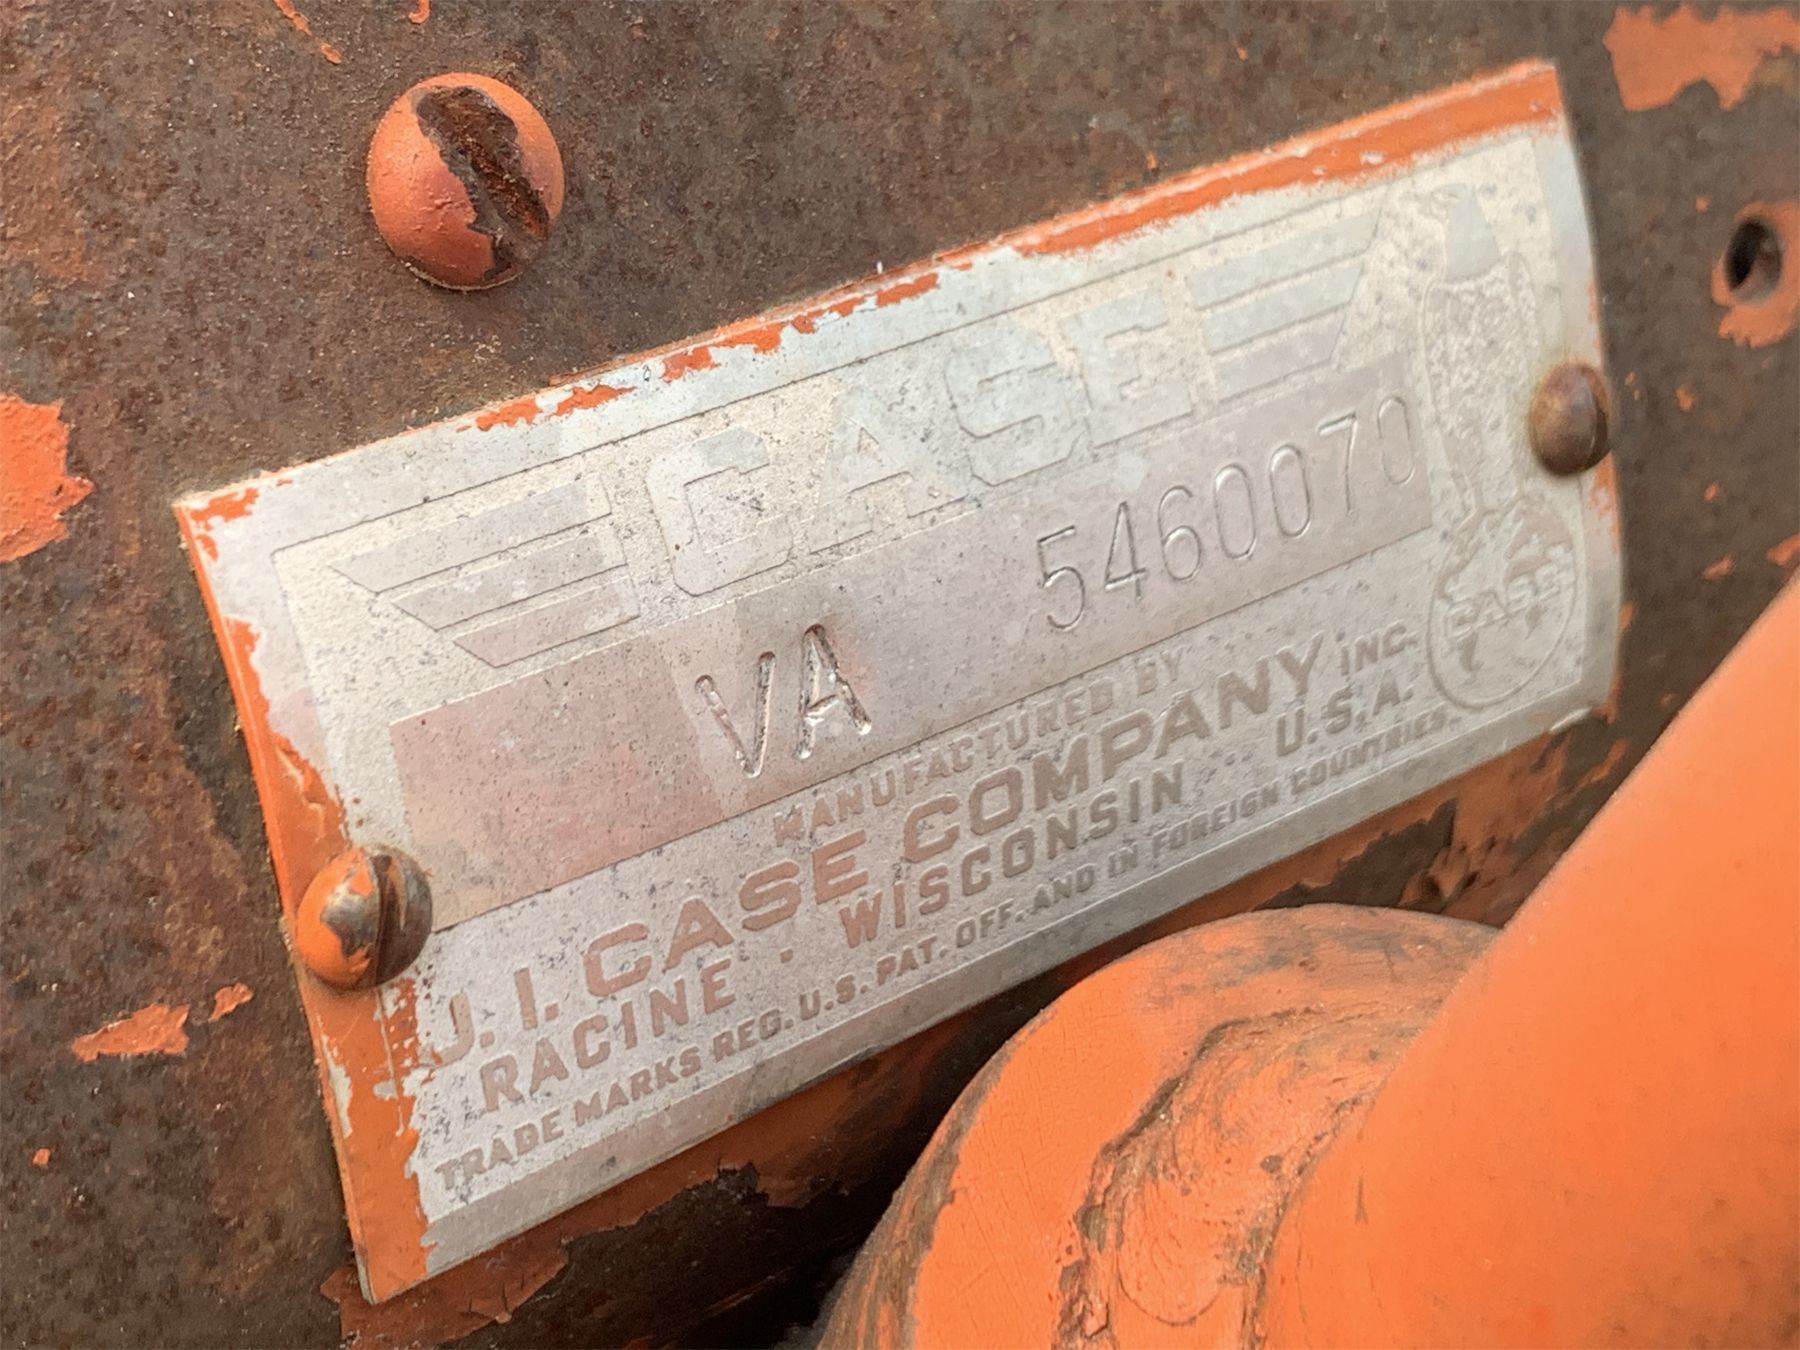 CASE
VA 5460070
MANUFACTURED BY
J. I. CASE COMPANY INC.
RACINE . WISCONSIN .. U.S.A.
TRADE MARKS REG. U.S. PAT. OFF. AND IN FOREIGN COUNTRIES.
CASE